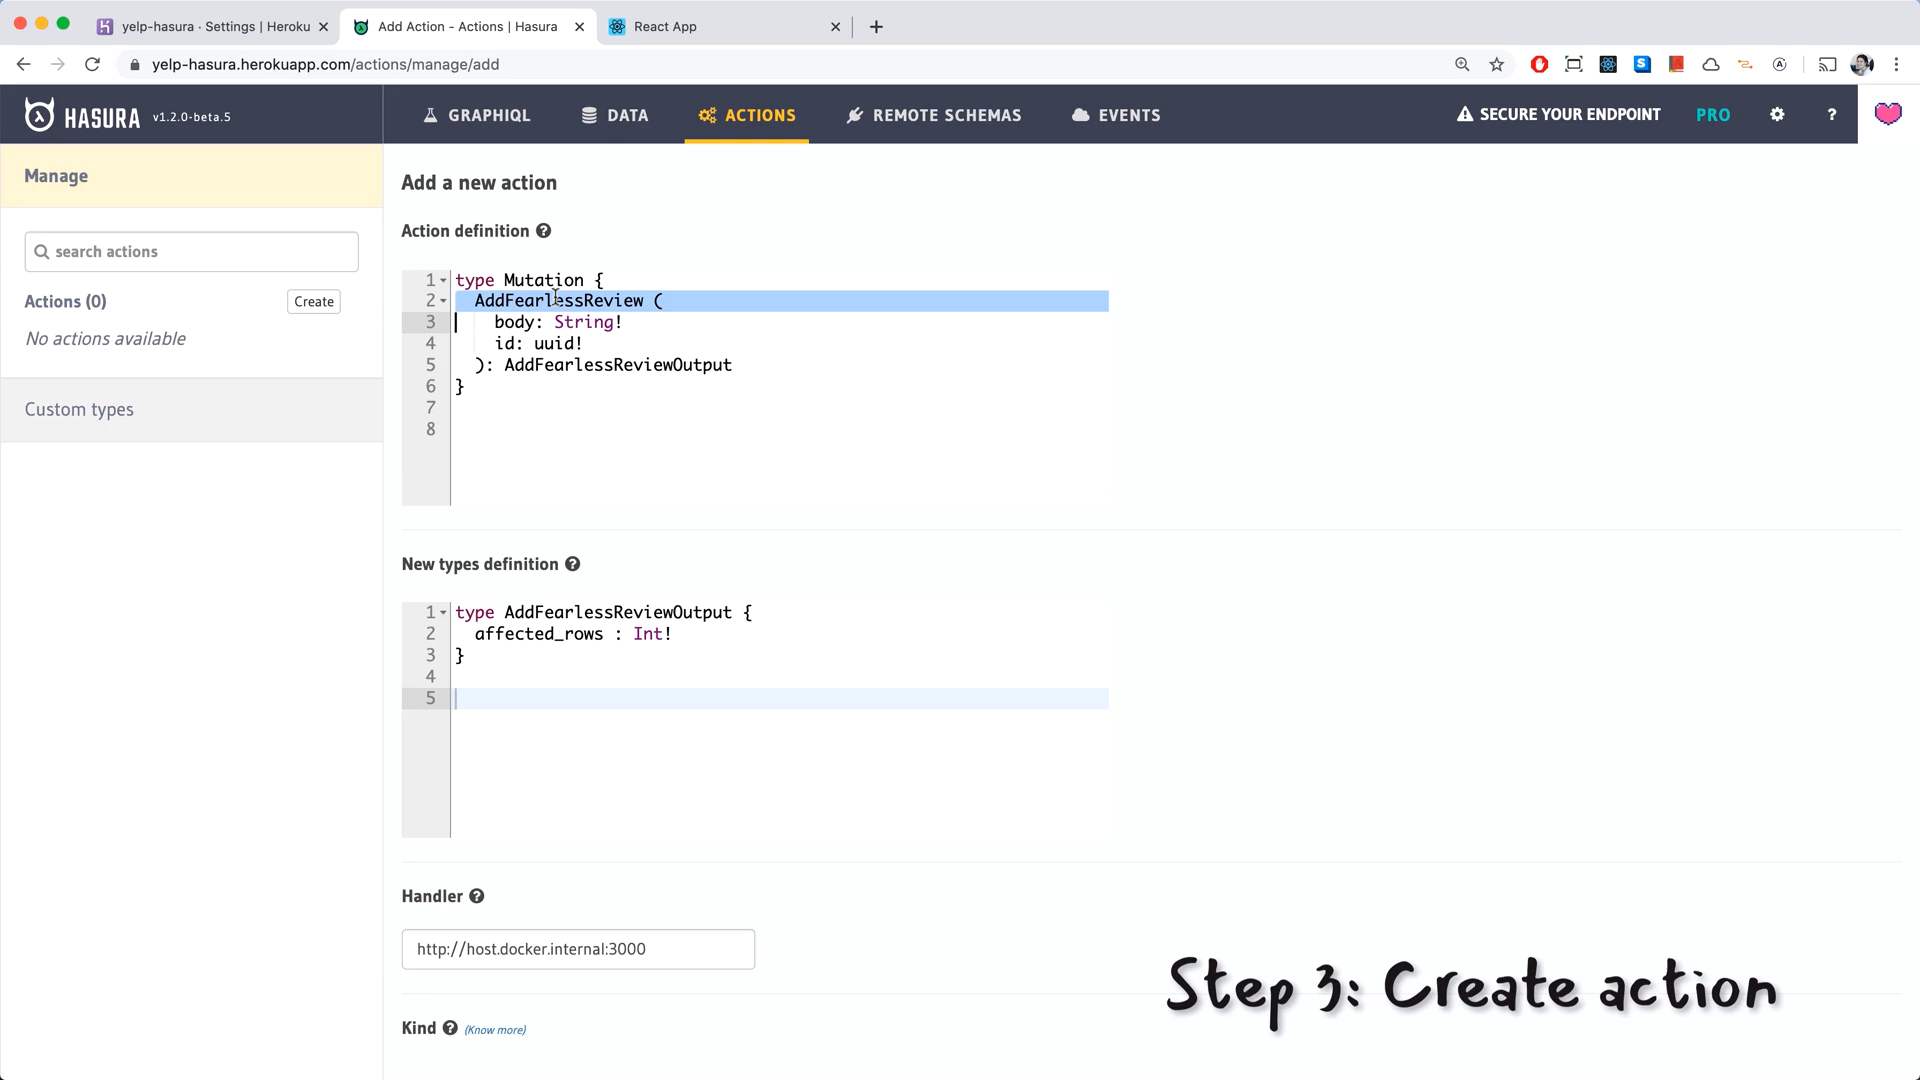 yelp-hasura · Settings | Heroku
Add Action - Actions | Hasura
React App
yelp-hasura.herokuapp.com/actions/manage/add
HASURA v1.2.0-beta.5
GRAPHIQL
DATA
ACTIONS
REMOTE SCHEMAS
EVENTS
SECURE YOUR ENDPOINT
PRO
?
Manage
search actions
Actions (0)
Create
No actions available
Custom types
Add a new action
Action definition ?
1 type Mutation {
2 AddFearlessReview (
3 body: String!
4 id: uuid!
5 ): AddFearlessReviewOutput
6 }
7
8
New types definition ?
1 type AddFearlessReviewOutput {
2 affected_rows : Int!
3 }
4
5
Handler ?
http://host.docker.internal:3000
Kind ? (Know more)
Step 3: Create action